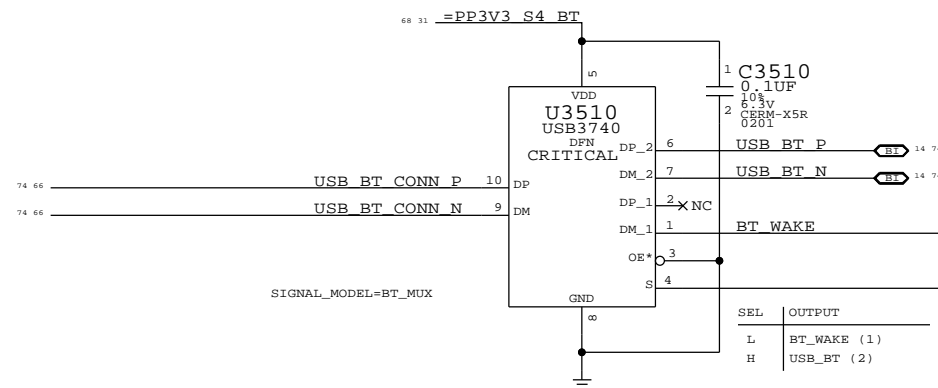 68 31 =PP3V3_S4_BT
5
VDD
U3510
USB3740
DFN
CRITICAL
1 C3510
0.1UF
10%
6.3V
2 CERM-X5R
0201
DP_2 6 USB_BT_P BI 14 7
DM_2 7 USB_BT_N BI 14 7
74 66 USB_BT_CONN_P 10 DP
DP_1 2 NC
74 66 USB_BT_CONN_N 9 DM
DM_1 1 BT_WAKE
OE* 3
S 4
SIGNAL_MODEL=BT_MUX
GND
8
SEL OUTPUT
L BT_WAKE (1)
H USB_BT (2)